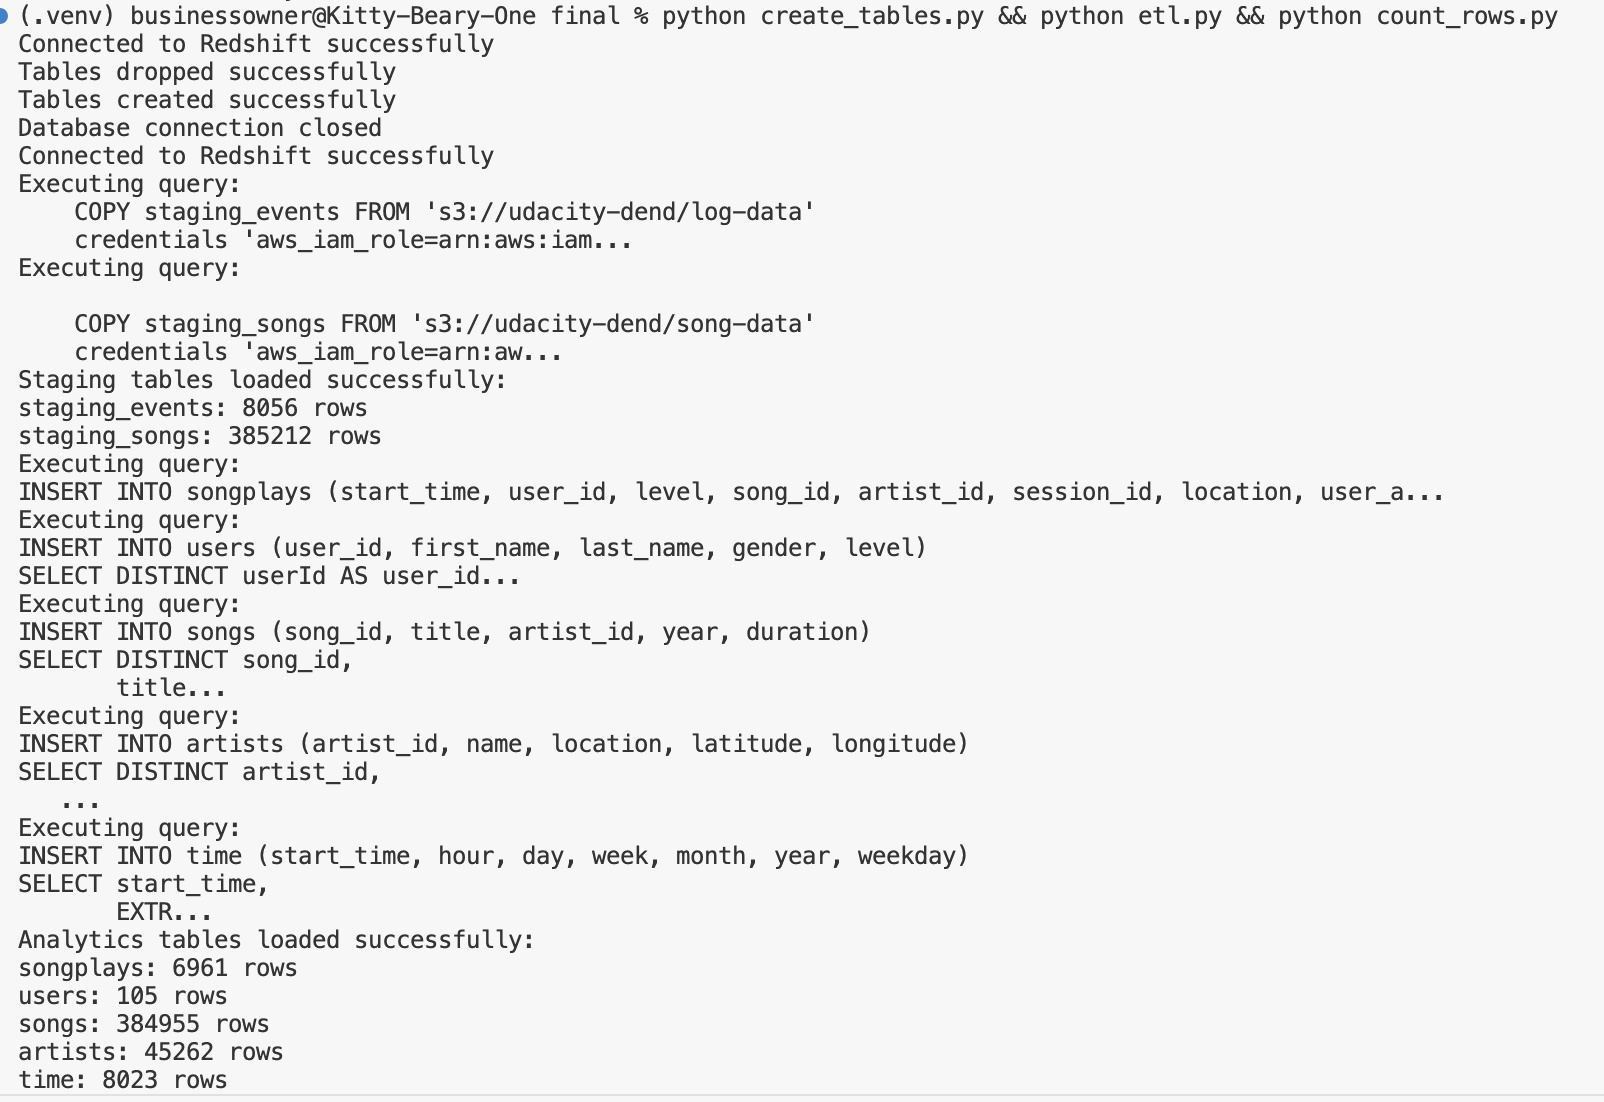 (.venv) businessowner@Kitty-Beary-One final % python create_tables.py && python etl.py && python count_rows.py
Connected to Redshift successfully
Tables dropped successfully
Tables created successfully
Database connection closed
Connected to Redshift successfully
Executing query:
    COPY staging_events FROM 's3://udacity-dend/log-data'
    credentials 'aws_iam_role=arn:aws:iam...
Executing query:

    COPY staging_songs FROM 's3://udacity-dend/song-data'
    credentials 'aws_iam_role=arn:aw...
Staging tables loaded successfully:
staging_events: 8056 rows
staging_songs: 385212 rows
Executing query:
INSERT INTO songplays (start_time, user_id, level, song_id, artist_id, session_id, location, user_a...
Executing query:
INSERT INTO users (user_id, first_name, last_name, gender, level)
SELECT DISTINCT userId AS user_id...
Executing query:
INSERT INTO songs (song_id, title, artist_id, year, duration)
SELECT DISTINCT song_id,
       title...
Executing query:
INSERT INTO artists (artist_id, name, location, latitude, longitude)
SELECT DISTINCT artist_id,
   ...
Executing query:
INSERT INTO time (start_time, hour, day, week, month, year, weekday)
SELECT start_time,
       EXTR...
Analytics tables loaded successfully:
songplays: 6961 rows
users: 105 rows
songs: 384955 rows
artists: 45262 rows
time: 8023 rows